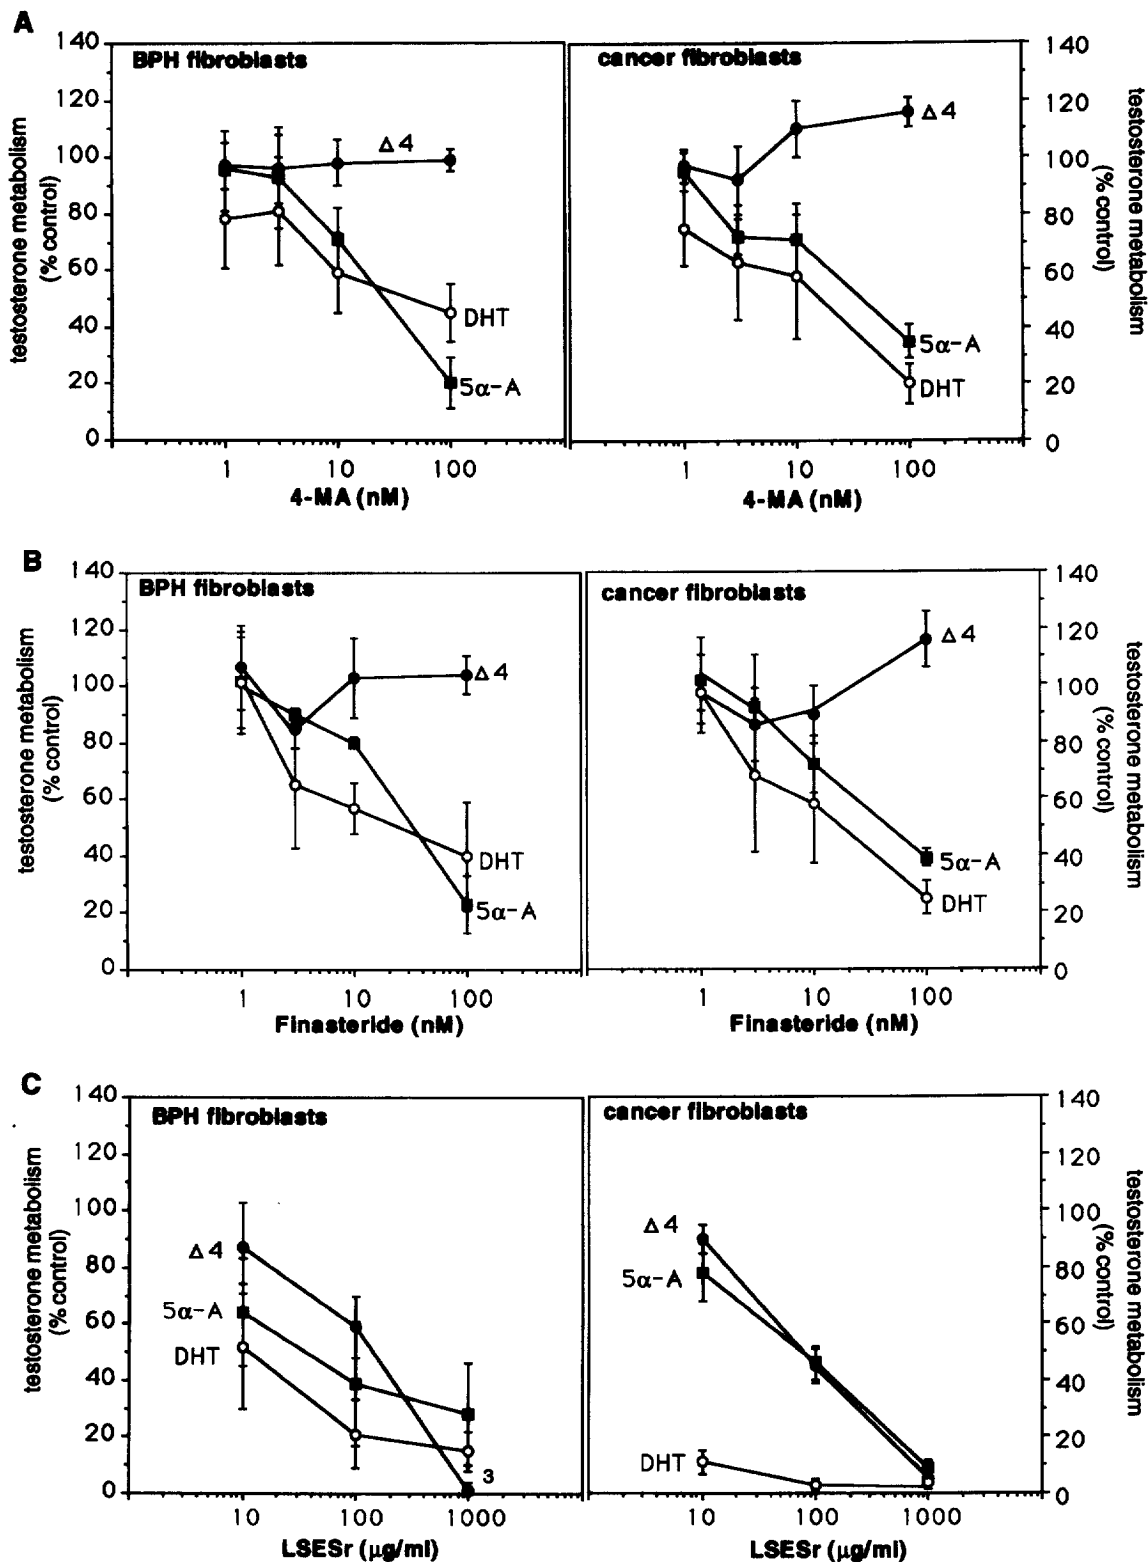 A
BPH fibroblasts
cancer fibroblasts
testosterone metabolism
(% control)
140
120
100
80
60
40
20
0
Δ4
DHT
5α-A
1
10
100
4-MA (nM)
Δ4
5α-A
DHT
1
10
100
4-MA (nM)
140
120
100
80
60
40
20
0
testosterone metabolism
(% control)
B
BPH fibroblasts
cancer fibroblasts
testosterone metabolism
(% control)
140
120
100
80
60
40
20
0
Δ4
DHT
5α-A
1
10
100
Finasteride (nM)
Δ4
5α-A
DHT
1
10
100
Finasteride (nM)
140
120
100
80
60
40
20
0
testosterone metabolism
(% control)
C
BPH fibroblasts
cancer fibroblasts
testosterone metabolism
(% control)
140
120
100
80
60
40
20
0
Δ4
5α-A
DHT
3
10
100
1000
LSESr (μg/ml)
Δ4
5α-A
DHT
10
100
1000
LSESr (μg/ml)
140
120
100
80
60
40
20
0
testosterone metabolism
(% control)